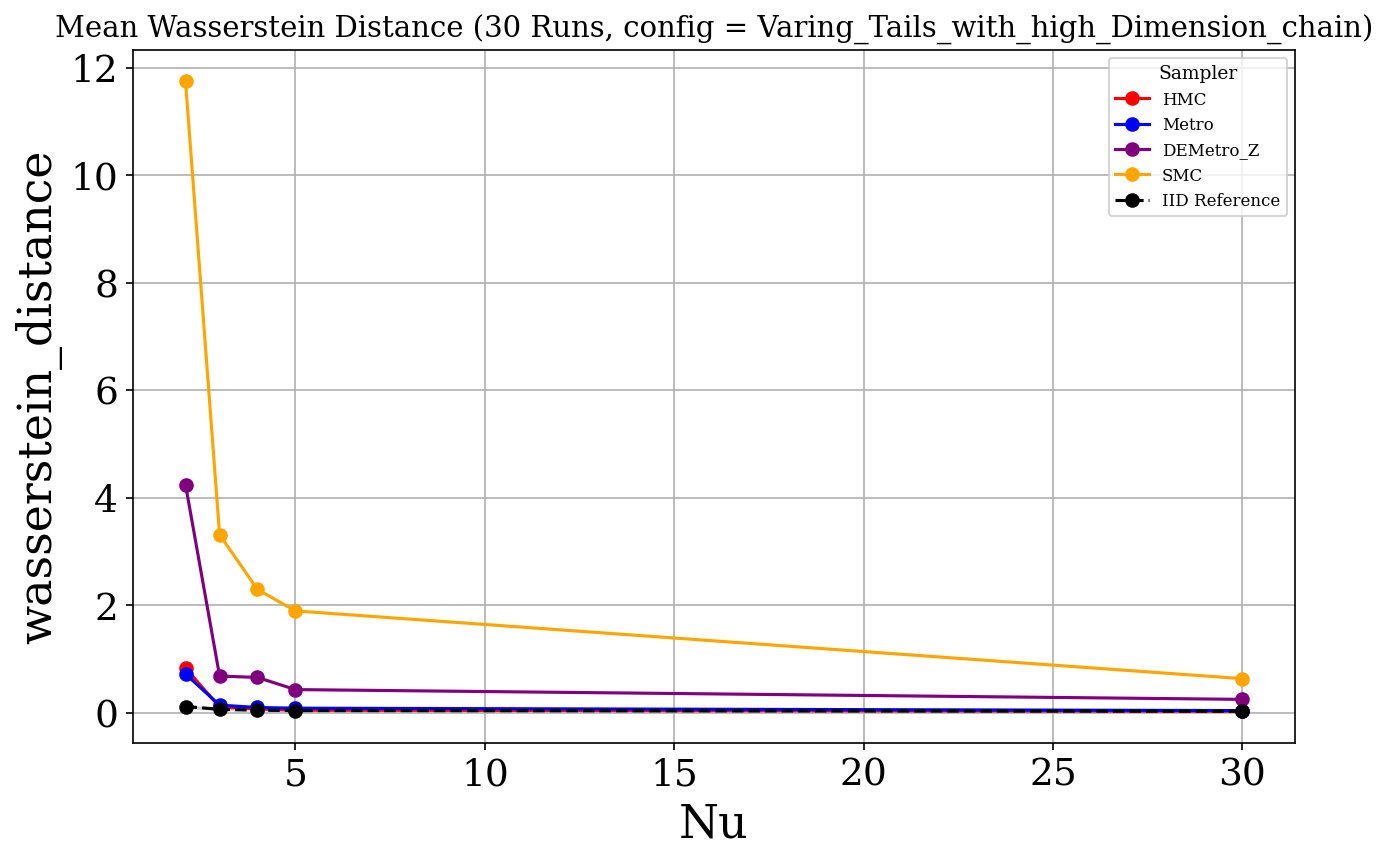 Mean Wasserstein Distance (30 Runs, config = Varing_Tails_with_high_Dimension_chain)
wasserstein_distance
12
10
8
6
4
2
0
Sampler
HMC
Metro
DEMetro_Z
SMC
IID Reference
5 10 15 20 25 30
Nu